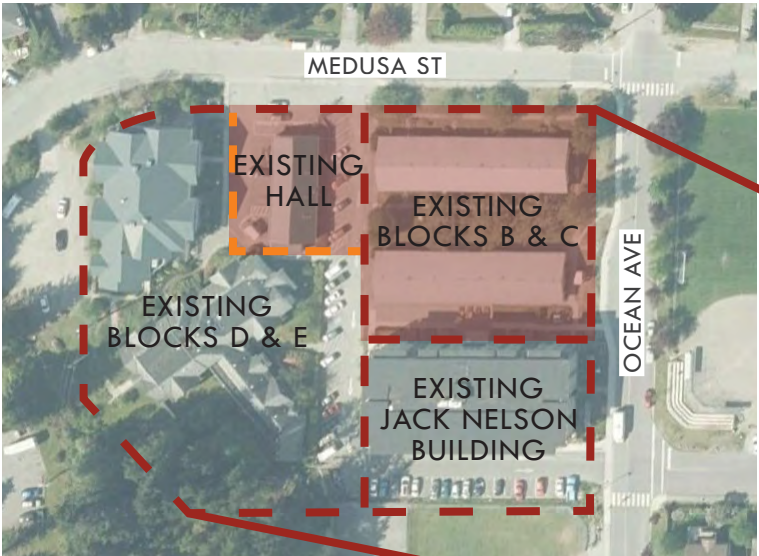 MEDUSA ST
EXISTING
HALL
EXISTING
BLOCKS B & C
OCEAN AVE
EXISTING
BLOCKS D & E
EXISTING
JACK NELSON
BUILDING